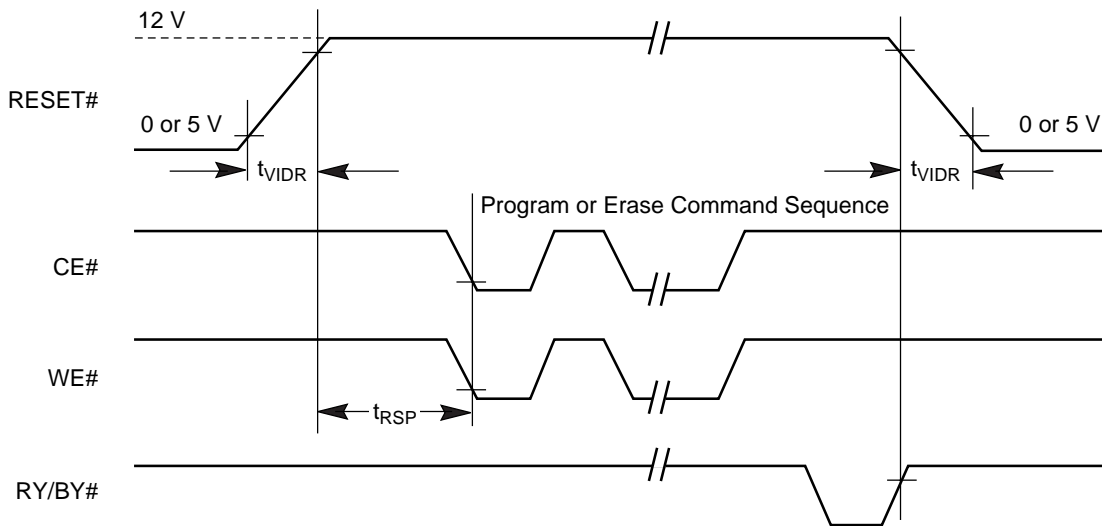 12 V
RESET#
0 or 5 V
0 or 5 V
tVIDR
tVIDR
Program or Erase Command Sequence
CE#
WE#
tRSP
RY/BY#